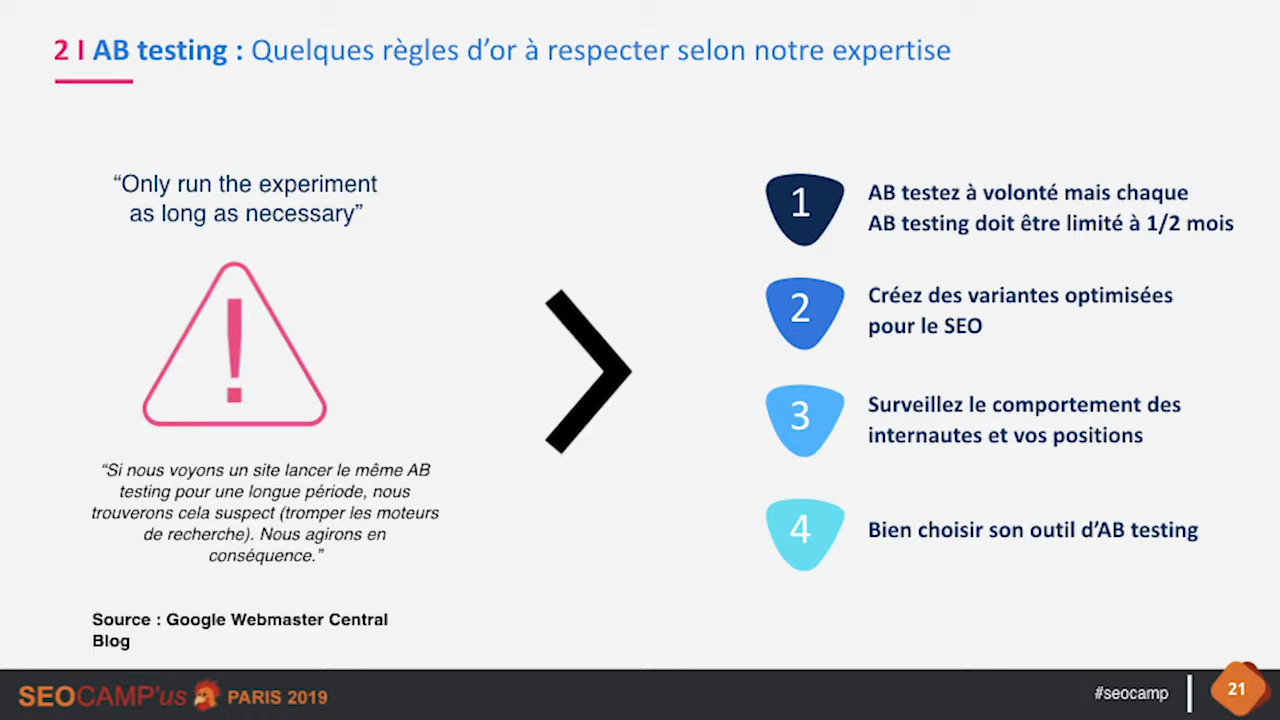 2 I AB testing : Quelques règles d’or à respecter selon notre expertise
“Only run the experiment
as long as necessary”
!
“Si nous voyons un site lancer le même AB
testing pour une longue période, nous
trouverons cela suspect (tromper les moteurs
de recherche). Nous agirons en
conséquence.”
Source : Google Webmaster Central
Blog
1
AB testez à volonté mais chaque
AB testing doit être limité à 1/2 mois
2
Créez des variantes optimisées
pour le SEO
3
Surveillez le comportement des
internautes et vos positions
4
Bien choisir son outil d’AB testing
SEOCAMP'us PARIS 2019
#seocamp
21